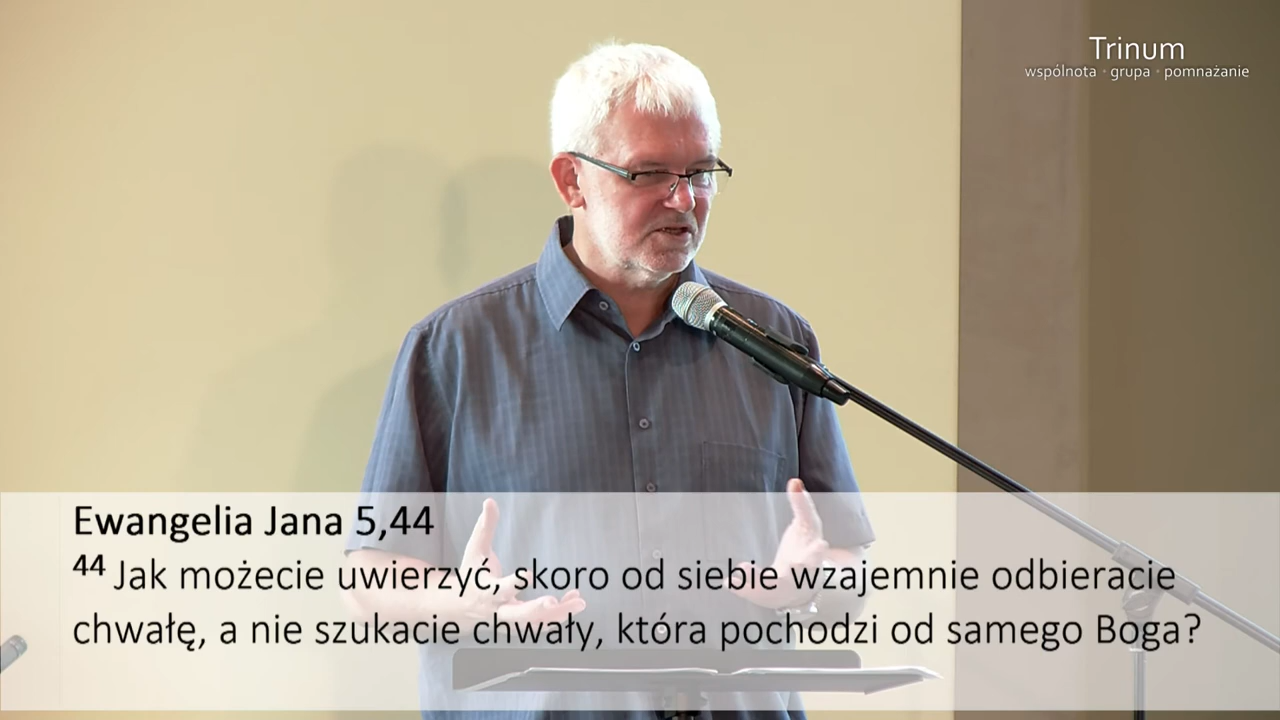 Trinum
wspólnota · grupa · pomnażanie
Ewangelia Jana 5,44
44 Jak możecie uwierzyć, skoro od siebie wzajemnie odbieracie
chwałę, a nie szukacie chwały, która pochodzi od samego Boga?